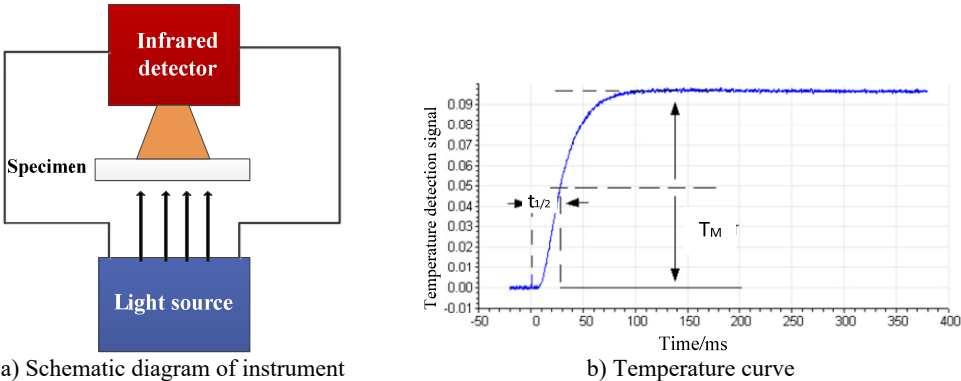 Infrared
detector
Specimen
Light source
a) Schematic diagram of instrument
Temperature detection signal
0.09
0.08
0.07
0.06
0.05
0.04
0.03
0.02
0.01
0.00
-0.01
t1/2
TM
-50
0
50
100
150
200
250
300
350
400
Time/ms
b) Temperature curve